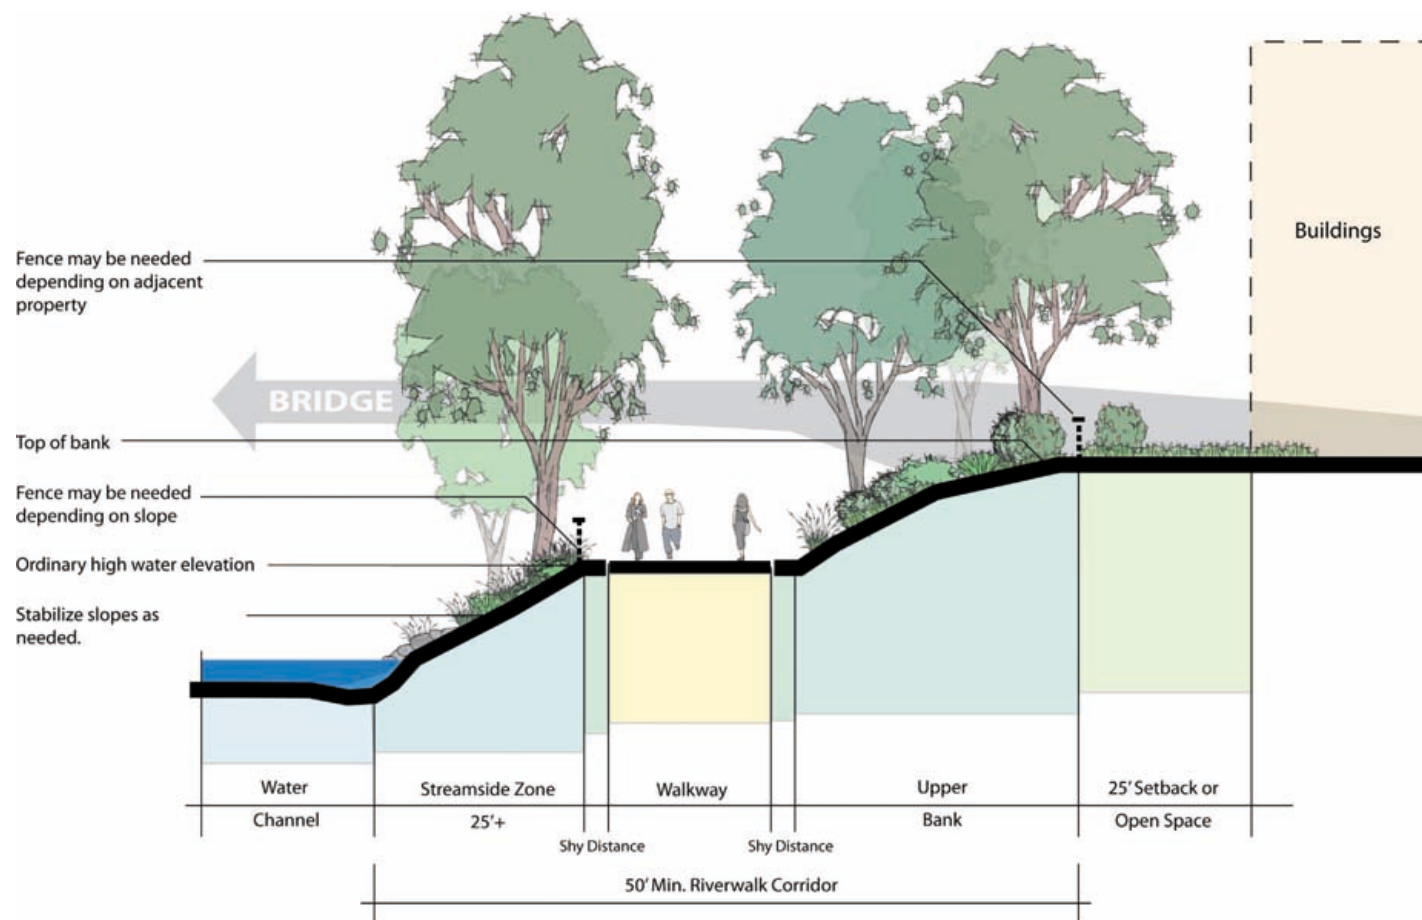 Buildings
Fence may be needed
depending on adjacent
property
BRIDGE
Top of bank
Fence may be needed
depending on slope
Ordinary high water elevation
Stabilize slopes as
needed.
Water
Channel
Streamside Zone
25'+
Shy Distance
Walkway
Shy Distance
Upper
Bank
25' Setback or
Open Space
50' Min. Riverwalk Corridor